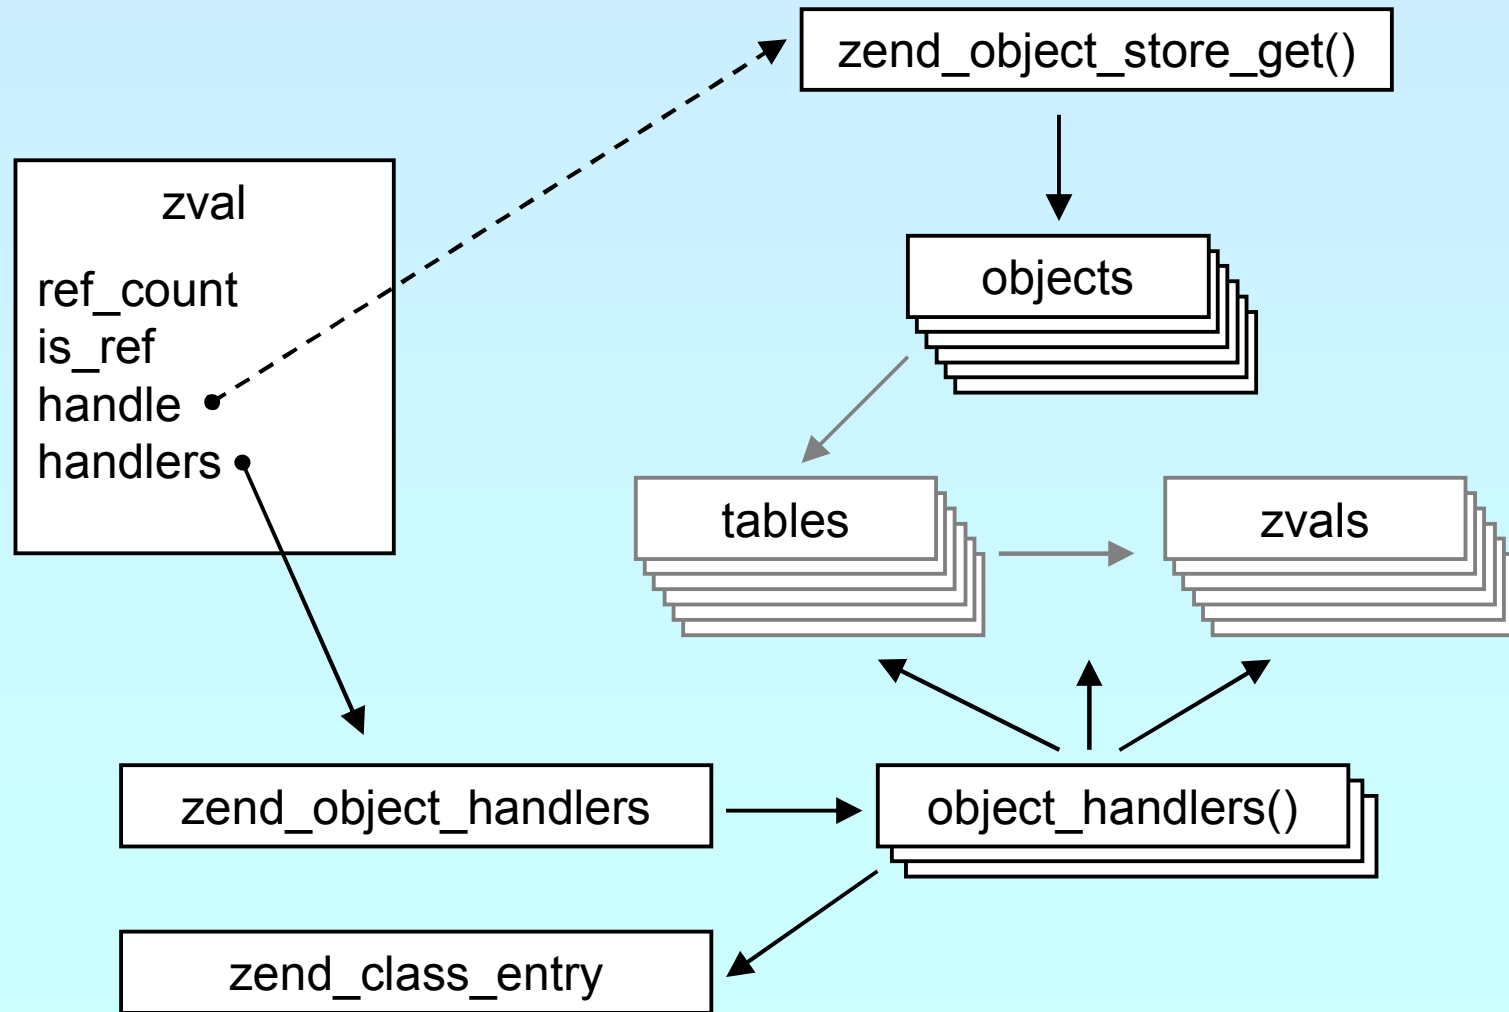 zend_object_store_get()
zval
ref_count
is_ref
handle
handlers
objects
tables
zvals
zend_object_handlers
object_handlers()
zend_class_entry